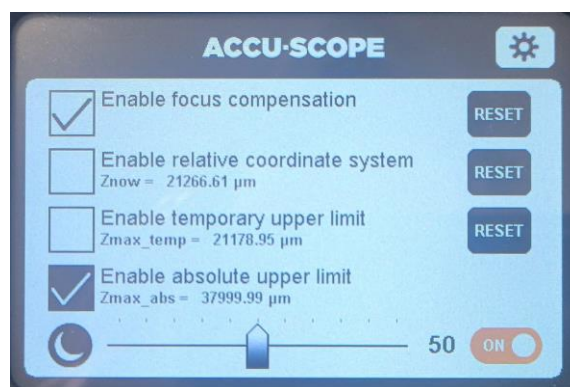 ACCU-SCOPE
Enable focus compensation
RESET
Enable relative coordinate system
Znow = 21266.61 µm
RESET
Enable temporary upper limit
Zmax_temp = 21178.95 µm
RESET
Enable absolute upper limit
Zmax_abs = 37999.99 µm
50 ON